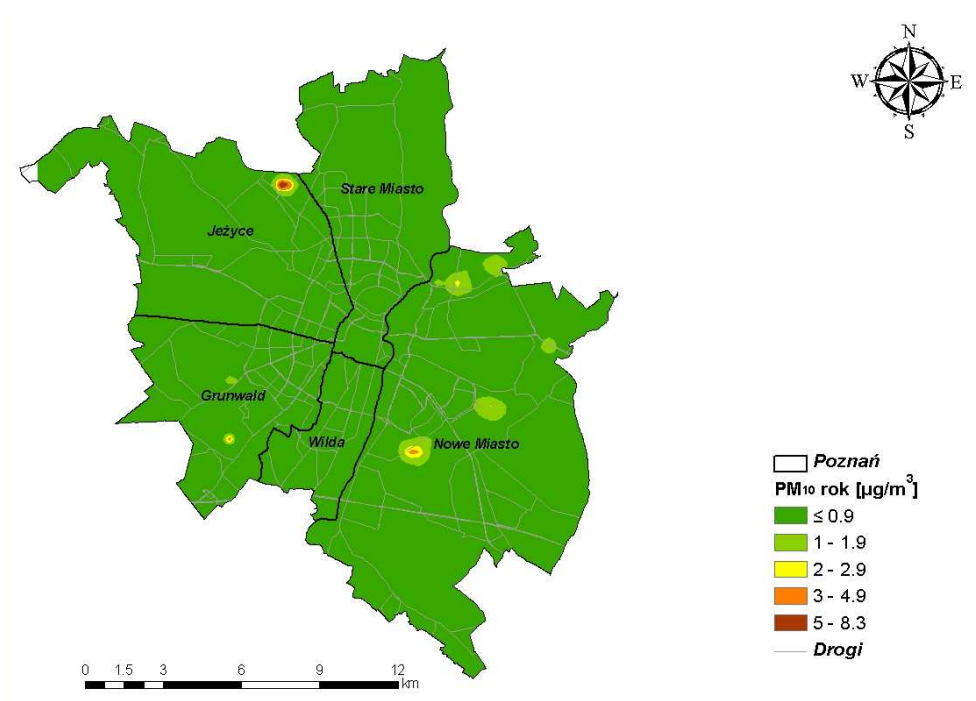 N
W E
S
Stare Miasto
Jeżyce
Grunwald
Wilda
Nowe Miasto
Poznań
PM10 rok [µg/m3]
≤ 0.9
1 - 1.9
2 - 2.9
3 - 4.9
5 - 8.3
Drogi
0 1.5 3 6 9 12
km